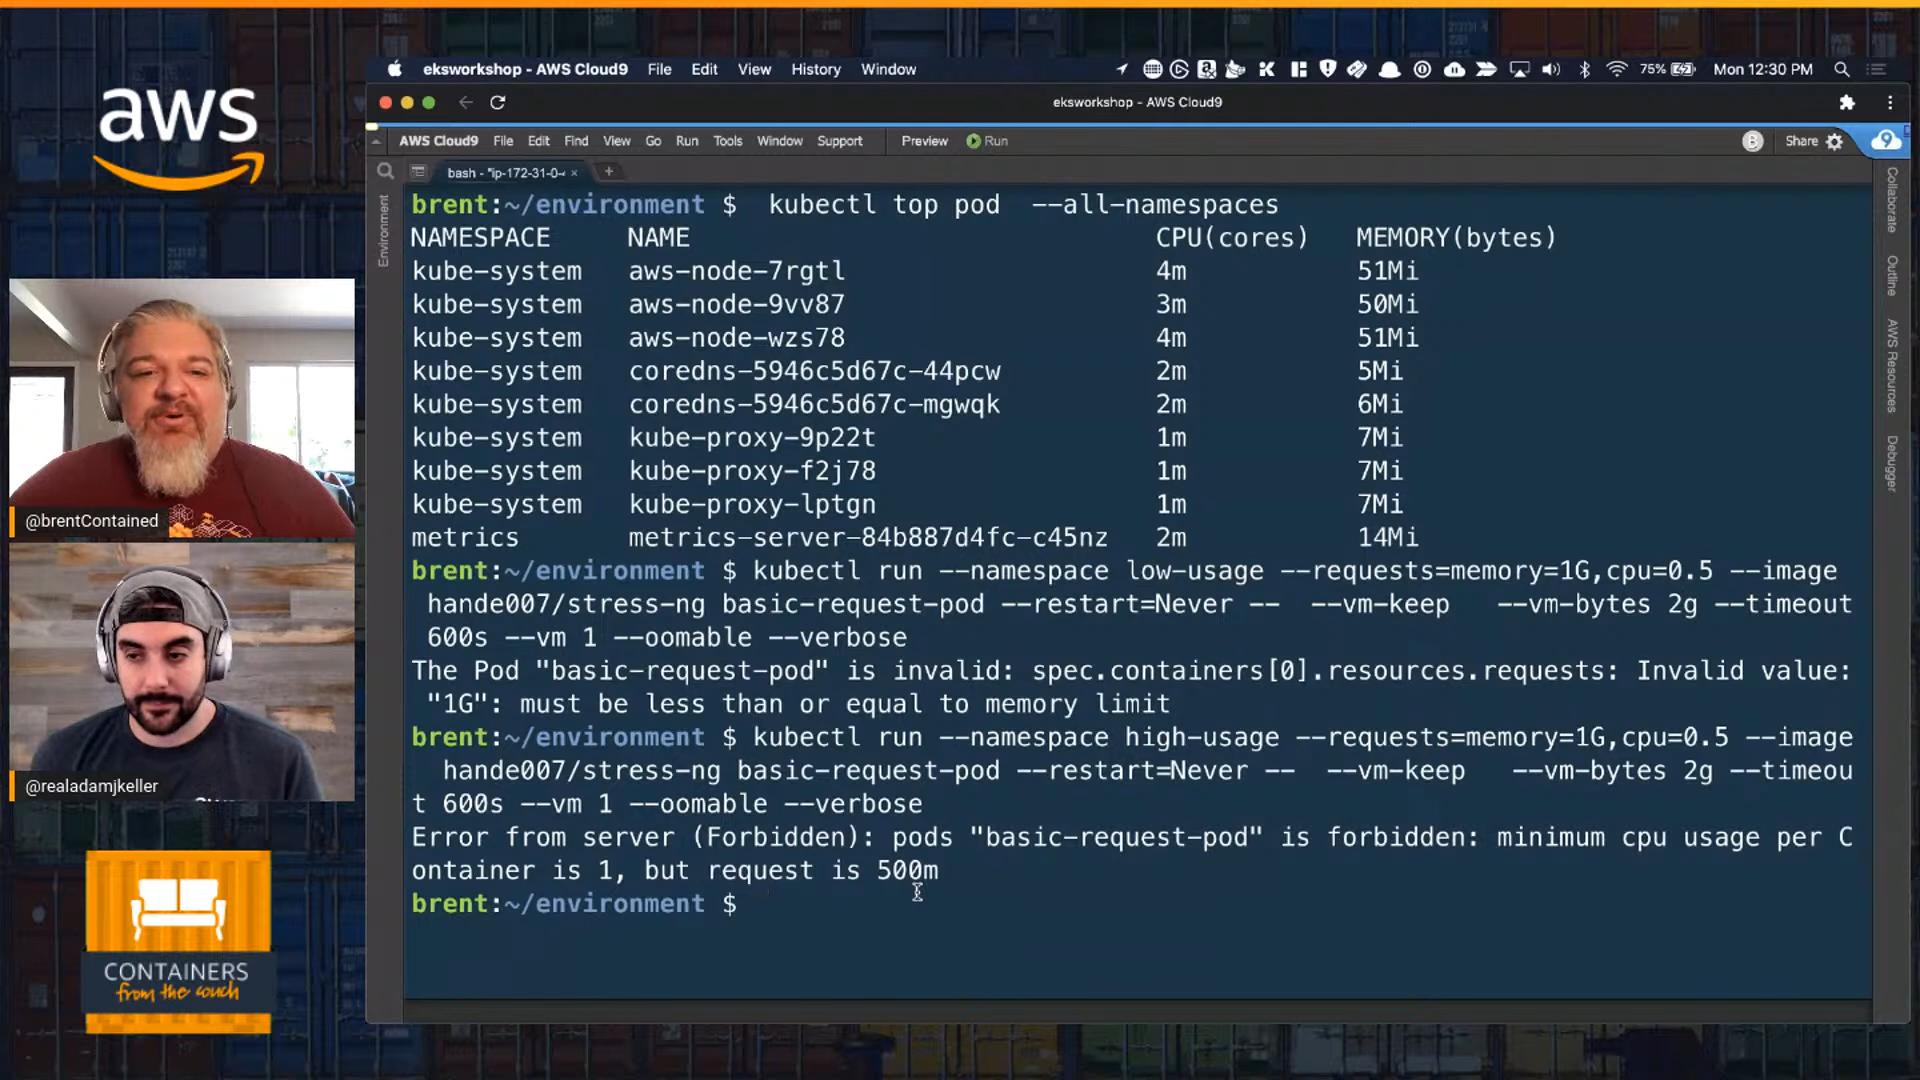 aws
eksworkshop - AWS Cloud9 File Edit View History Window 75% Mon 12:30 PM
eksworkshop - AWS Cloud9
AWS Cloud9 File Edit Find View Go Run Tools Window Support Preview Run B Share 9
bash - "ip-172-31-0- × +
Environment
Collaborate
Outline
AWS Resources
Debugger
brent:~/environment $ kubectl top pod --all-namespaces
NAMESPACE NAME CPU(cores) MEMORY(bytes)
kube-system aws-node-7rgtl 4m 51Mi
kube-system aws-node-9vv87 3m 50Mi
kube-system aws-node-wzs78 4m 51Mi
kube-system coredns-5946c5d67c-44pcw 2m 5Mi
kube-system coredns-5946c5d67c-mgwqk 2m 6Mi
kube-system kube-proxy-9p22t 1m 7Mi
kube-system kube-proxy-f2j78 1m 7Mi
kube-system kube-proxy-lptgn 1m 7Mi
metrics metrics-server-84b887d4fc-c45nz 2m 14Mi
brent:~/environment $ kubectl run --namespace low-usage --requests=memory=1G,cpu=0.5 --image
hande007/stress-ng basic-request-pod --restart=Never -- --vm-keep --vm-bytes 2g --timeout
600s --vm 1 --oomable --verbose
The Pod "basic-request-pod" is invalid: spec.containers[0].resources.requests: Invalid value:
"1G": must be less than or equal to memory limit
brent:~/environment $ kubectl run --namespace high-usage --requests=memory=1G,cpu=0.5 --image
hande007/stress-ng basic-request-pod --restart=Never -- --vm-keep --vm-bytes 2g --timeou
t 600s --vm 1 --oomable --verbose
Error from server (Forbidden): pods "basic-request-pod" is forbidden: minimum cpu usage per C
ontainer is 1, but request is 500m
brent:~/environment $
@brentContained
@realadamjkeller
CONTAINERS
from the couch